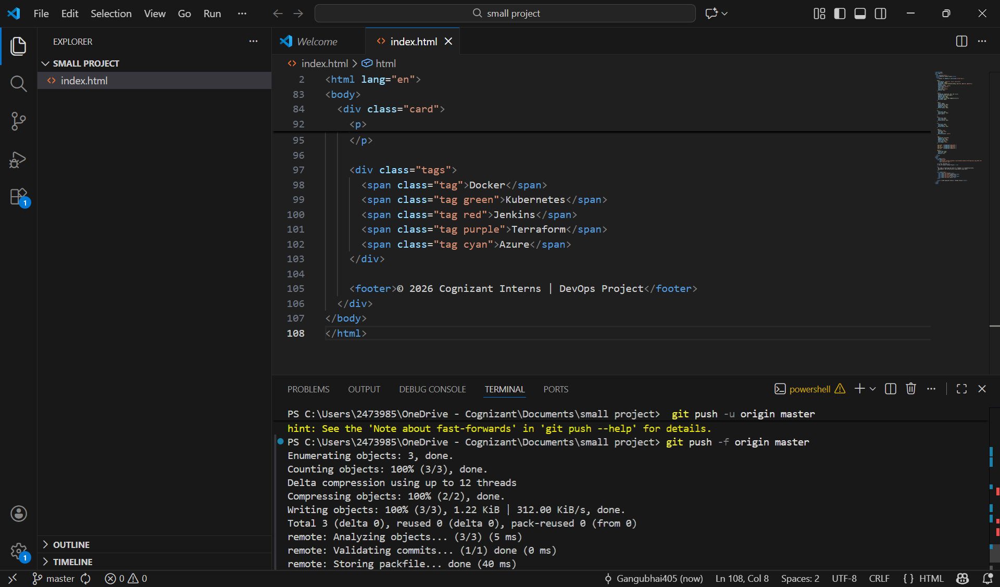 File Edit Selection View Go Run ··· small project
EXPLORER ···
SMALL PROJECT
index.html
Welcome
index.html
index.html > html
2 <html lang="en">
83 <body>
84 <div class="card">
92 <p>
95 </p>
96
97 <div class="tags">
98 <span class="tag">Docker</span>
99 <span class="tag green">Kubernetes</span>
100 <span class="tag red">Jenkins</span>
101 <span class="tag purple">Terraform</span>
102 <span class="tag cyan">Azure</span>
103 </div>
104
105 <footer>© 2026 Cognizant Interns | DevOps Project</footer>
106 </div>
107 </body>
108 </html>
PROBLEMS OUTPUT DEBUG CONSOLE TERMINAL PORTS powershell
PS C:\Users\2473985\OneDrive - Cognizant\Documents\small project>  git push -u origin master
hint: See the 'Note about fast-forwards' in 'git push --help' for details.
PS C:\Users\2473985\OneDrive - Cognizant\Documents\small project> git push -f origin master
Enumerating objects: 3, done.
Counting objects: 100% (3/3), done.
Delta compression using up to 12 threads
Compressing objects: 100% (2/2), done.
Writing objects: 100% (3/3), 1.22 KiB | 312.00 KiB/s, done.
Total 3 (delta 0), reused 0 (delta 0), pack-reused 0 (from 0)
remote: Analyzing objects... (3/3) (5 ms)
remote: Validating commits... (1/1) done (0 ms)
remote: Storing packfile... done (40 ms)
1
1
OUTLINE
TIMELINE
master 0 0 Gangubhai405 (now) Ln 108, Col 8 Spaces: 2 UTF-8 CRLF { } HTML